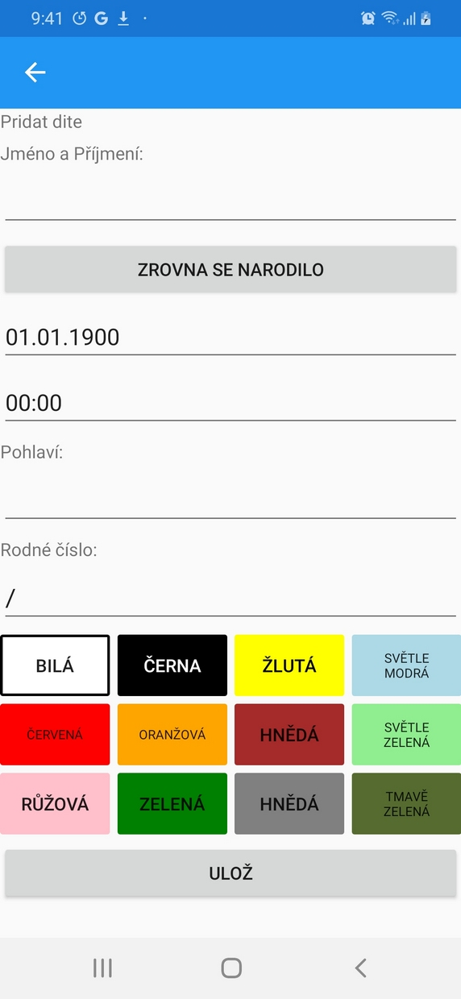 9:41
Pridat dite
Jméno a Příjmení:
ZROVNA SE NARODILO
01.01.1900
00:00
Pohlaví:
Rodné číslo:
/
BILÁ ČERNA ŽLUTÁ SVĚTLE
MODRÁ
ČERVENÁ ORANŽOVÁ HNĚDÁ SVĚTLE
ZELENÁ
RŮŽOVÁ ZELENÁ HNĚDÁ TMAVĚ
ZELENÁ
ULOŽ